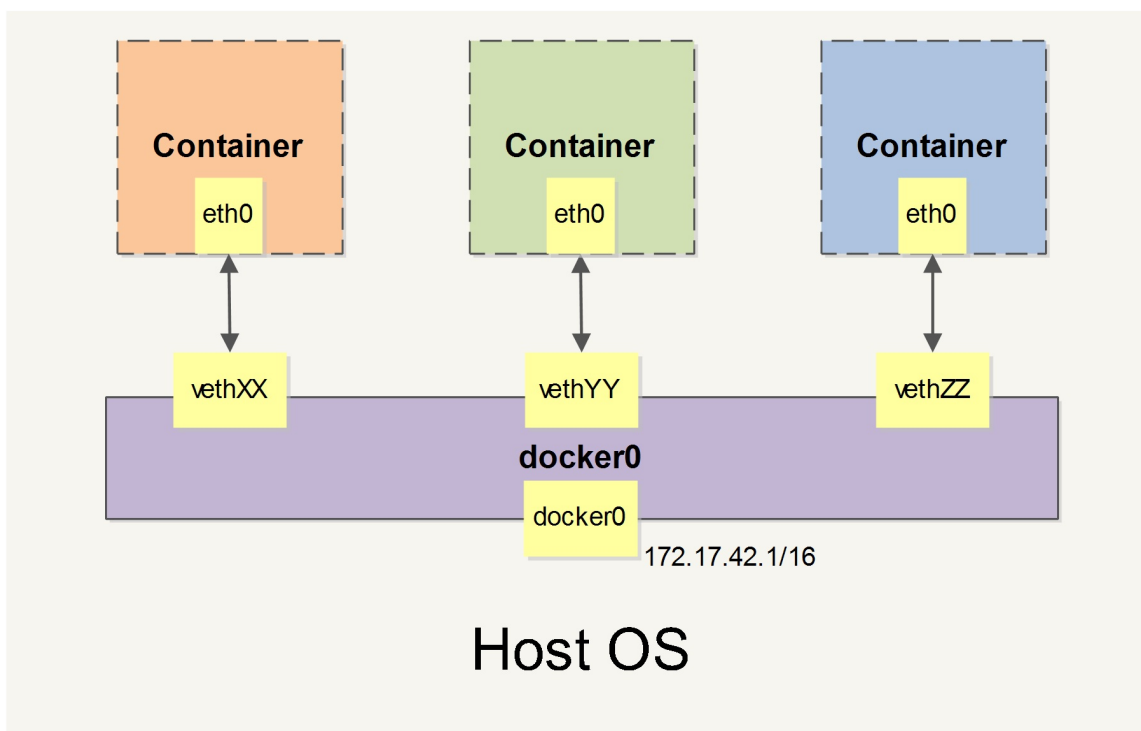 Container
Container
Container
eth0
eth0
eth0
vethXX
vethYY
vethZZ
docker0
docker0
172.17.42.1/16
Host OS